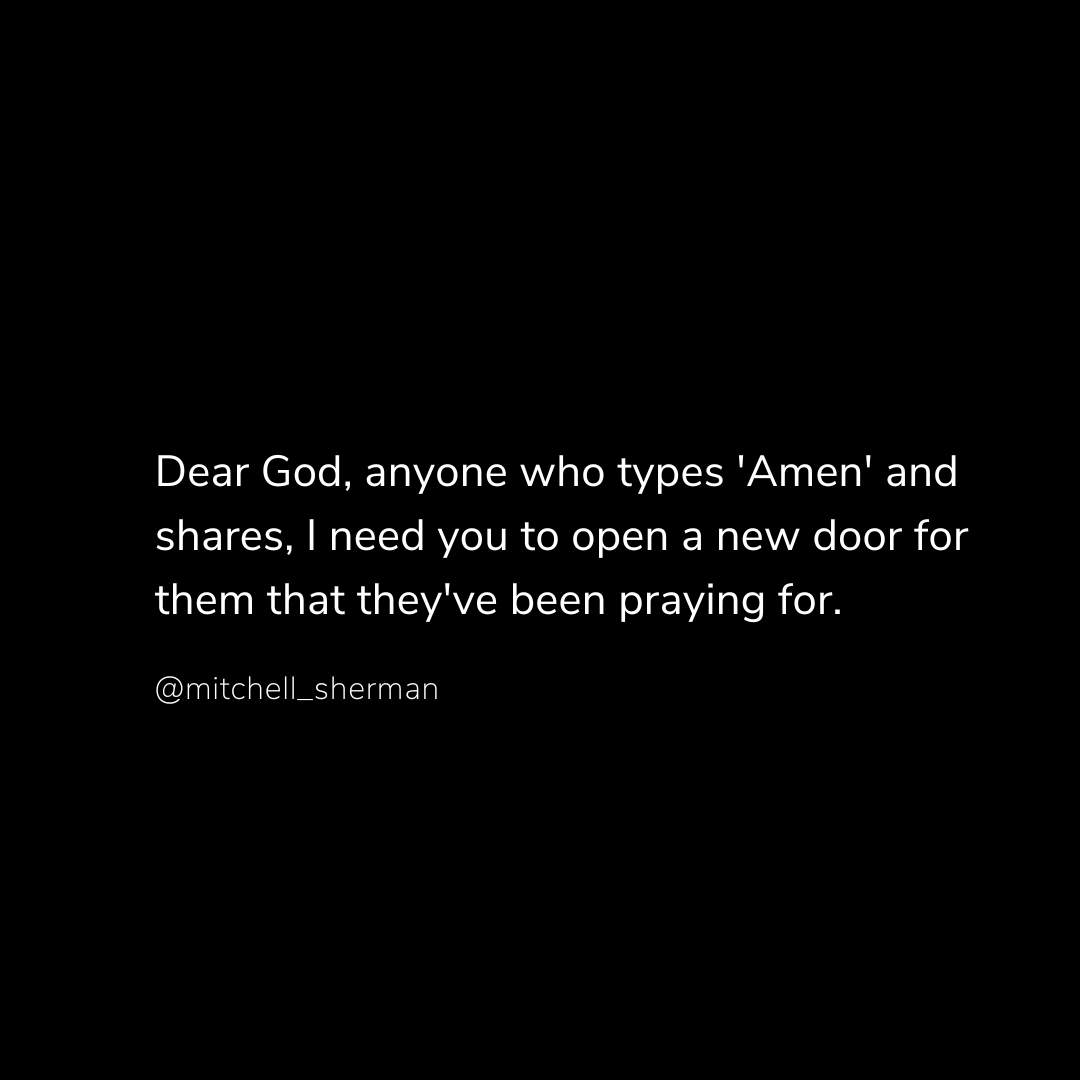 Dear God, anyone who types 'Amen' and
shares, I need you to open a new door for
them that they've been praying for.
@mitchell_sherman